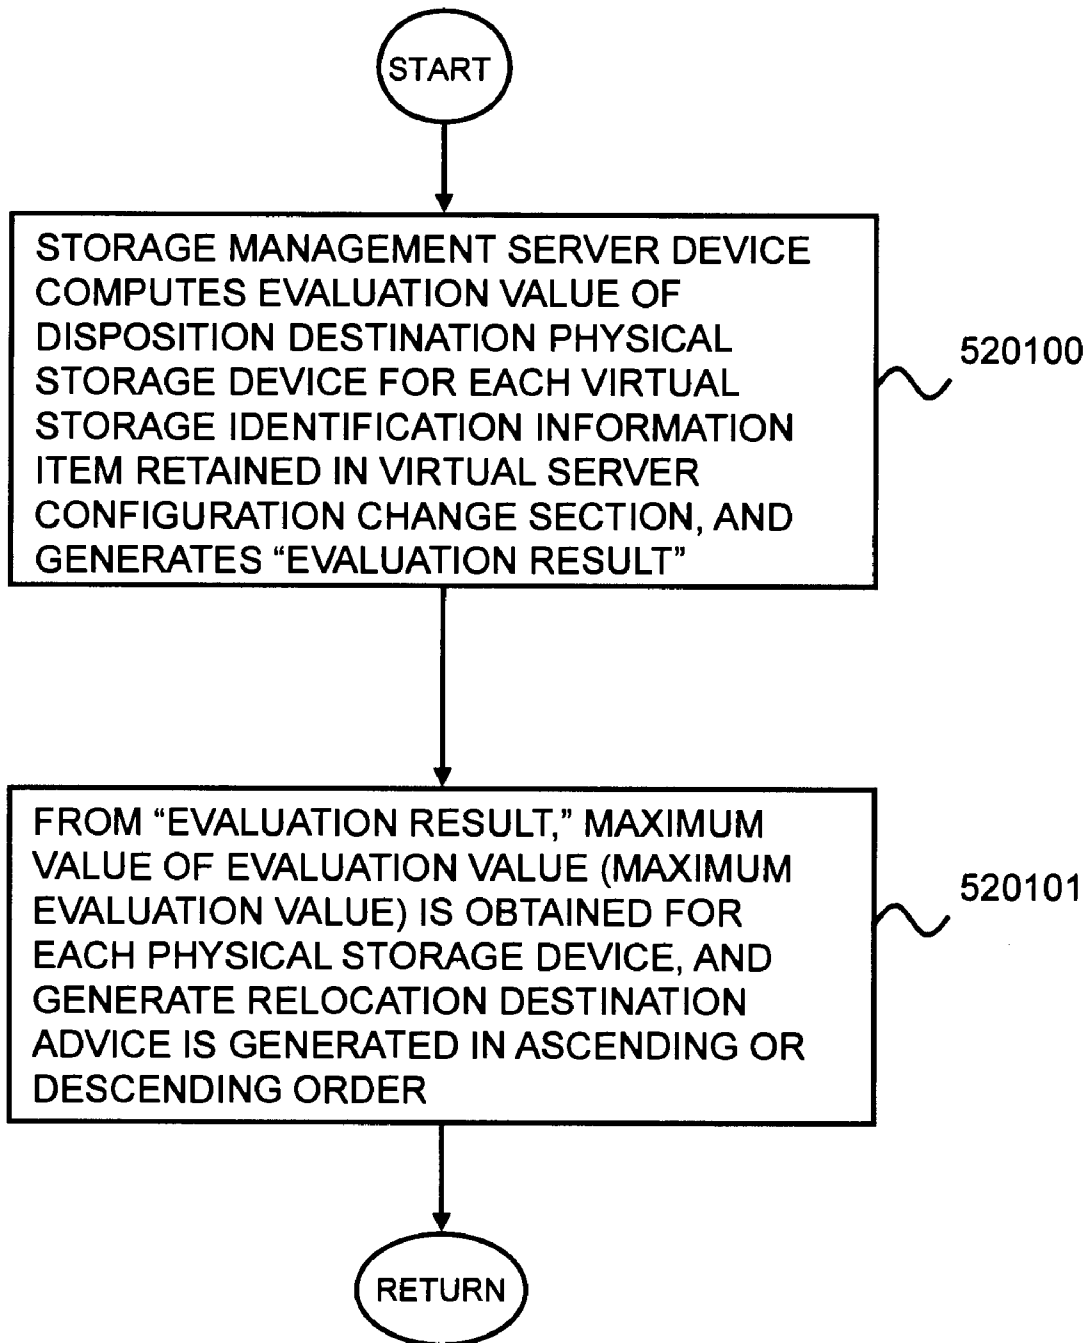 START
STORAGE MANAGEMENT SERVER DEVICE
COMPUTES EVALUATION VALUE OF
DISPOSITION DESTINATION PHYSICAL
STORAGE DEVICE FOR EACH VIRTUAL
STORAGE IDENTIFICATION INFORMATION
ITEM RETAINED IN VIRTUAL SERVER
CONFIGURATION CHANGE SECTION, AND
GENERATES “EVALUATION RESULT”
520100
FROM “EVALUATION RESULT,” MAXIMUM
VALUE OF EVALUATION VALUE (MAXIMUM
EVALUATION VALUE) IS OBTAINED FOR
EACH PHYSICAL STORAGE DEVICE, AND
GENERATE RELOCATION DESTINATION
ADVICE IS GENERATED IN ASCENDING OR
DESCENDING ORDER
520101
RETURN